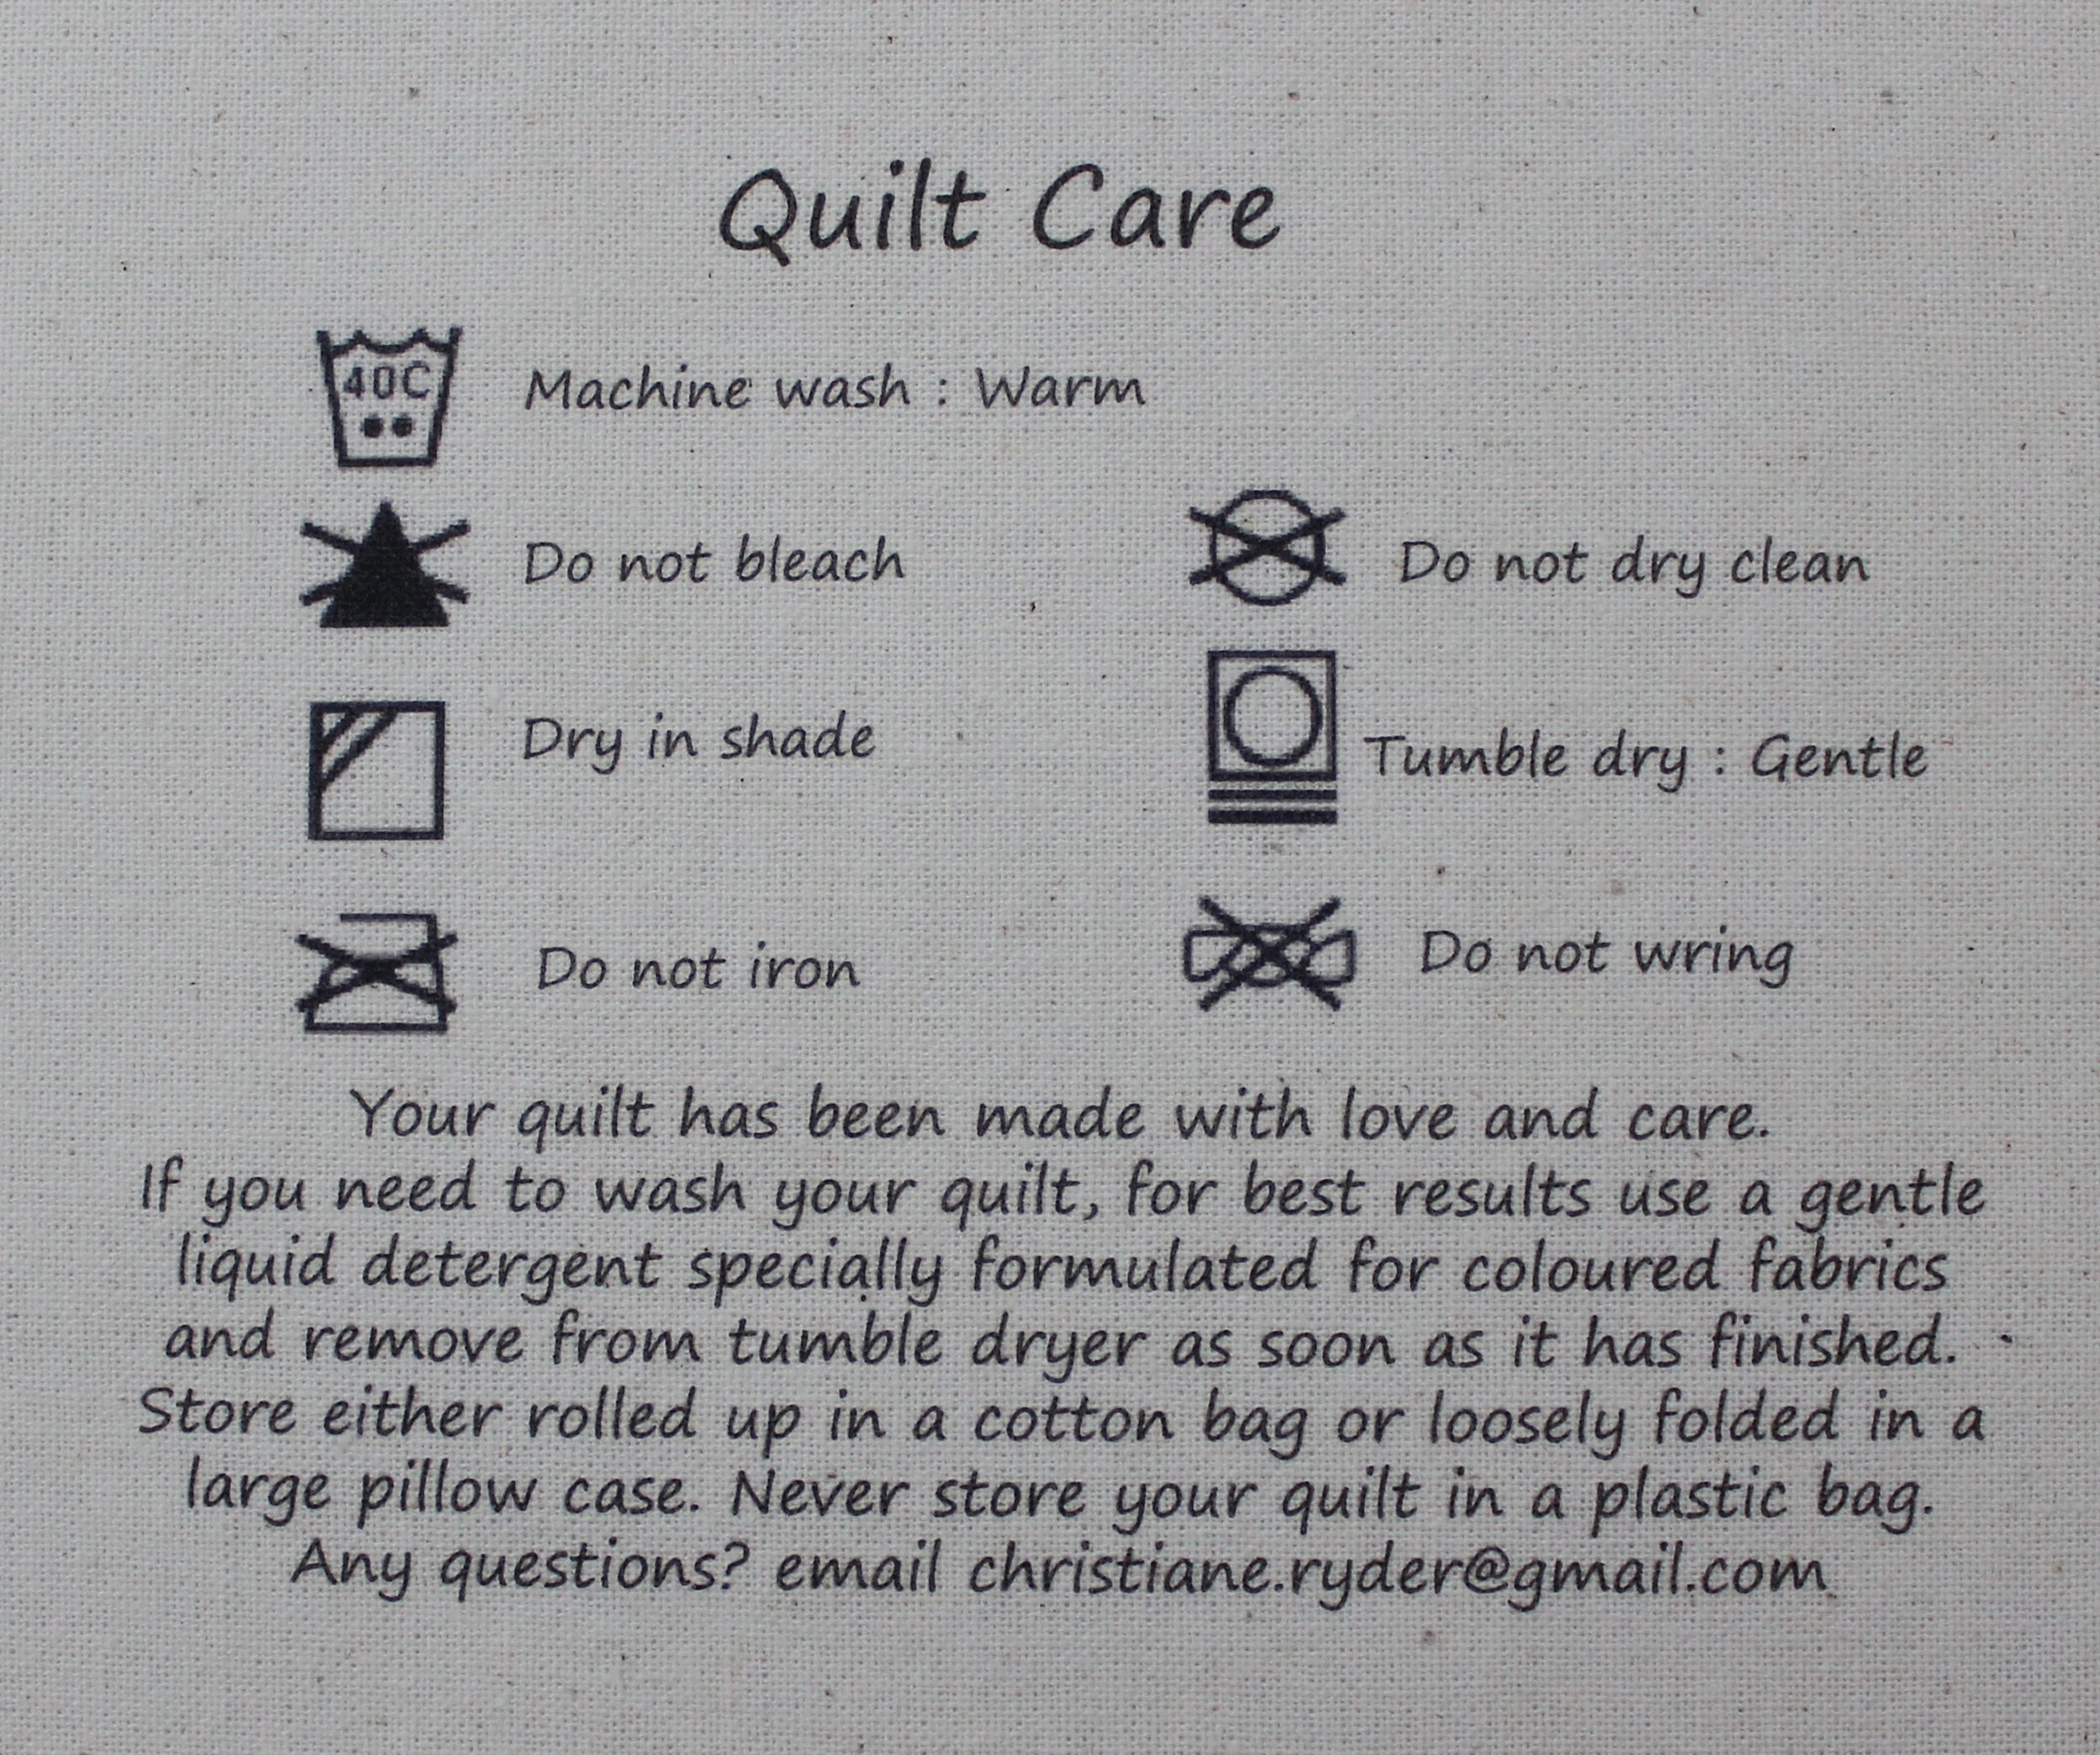 Quilt Care
40C
Machine wash : Warm
Do not bleach
Do not dry clean
Dry in shade
Tumble dry : Gentle
Do not iron
Do not wring
Your quilt has been made with love and care.
If you need to wash your quilt, for best results use a gentle
liquid detergent specially formulated for coloured fabrics
and remove from tumble dryer as soon as it has finished.
Store either rolled up in a cotton bag or loosely folded in a
large pillow case. Never store your quilt in a plastic bag.
Any questions? email christiane.ryder@gmail.com